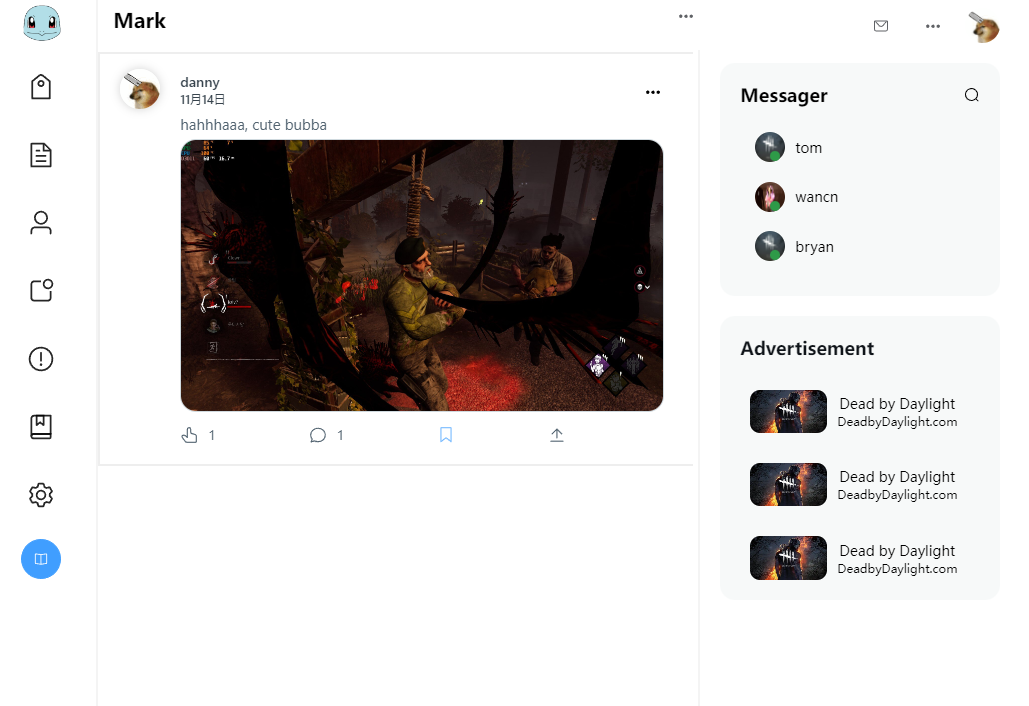 Mark
danny
11月14日
hahhhaaa, cute bubba
1
1
Messager
tom
wancn
bryan
Advertisement
Dead by Daylight
DeadbyDaylight.com
Dead by Daylight
DeadbyDaylight.com
Dead by Daylight
DeadbyDaylight.com